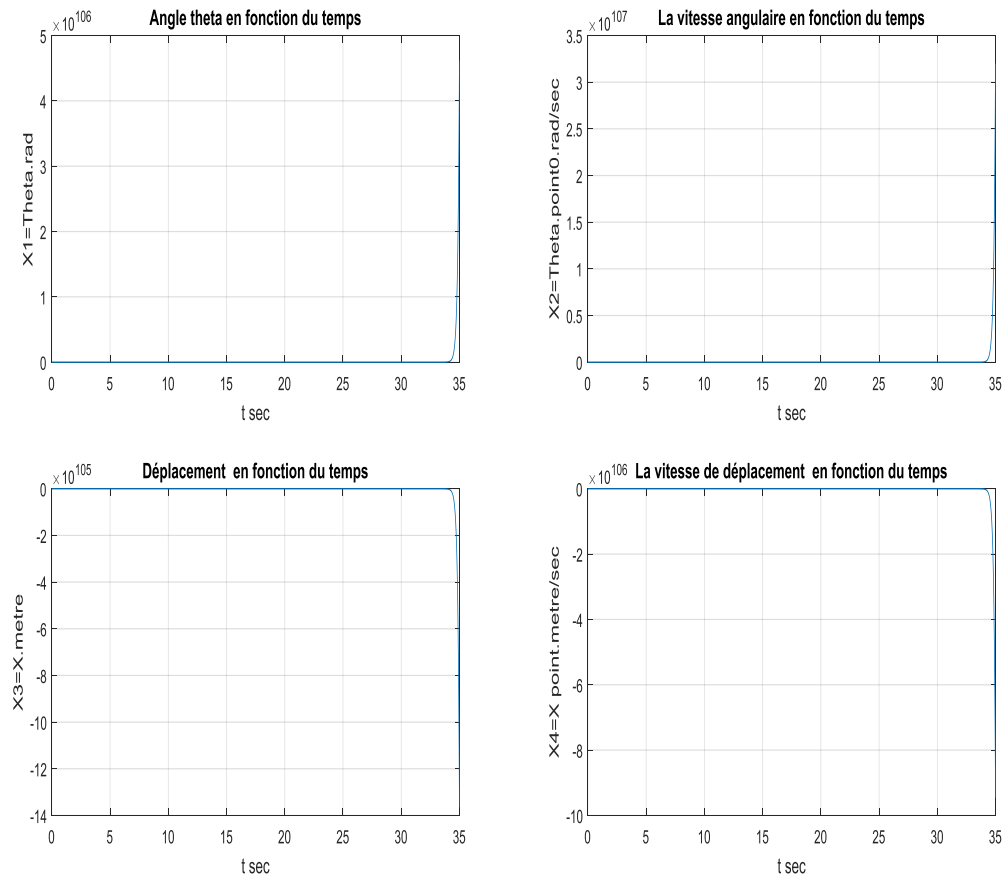 Angle theta en fonction du temps
×10^106
5
4
3
2
1
0
X1=Theta.rad
0 5 10 15 20 25 30 35
t sec
La vitesse angulaire en fonction du temps
×10^107
3.5
3
2.5
2
1.5
1
0.5
0
X2=Theta.point0.rad/sec
0 5 10 15 20 25 30 35
t sec
Déplacement en fonction du temps
×10^105
0
-2
-4
-6
-8
-10
-12
-14
X3=X.metre
0 5 10 15 20 25 30 35
t sec
La vitesse de déplacement en fonction du temps
×10^106
0
-2
-4
-6
-8
-10
X4=X point.metre/sec
0 5 10 15 20 25 30 35
t sec